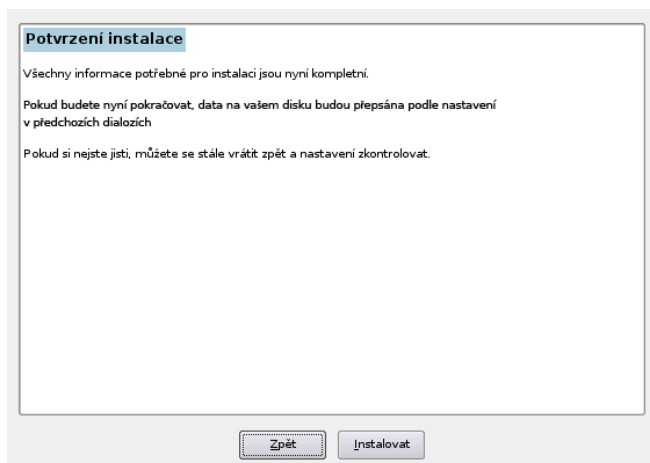 Potvrzení instalace
Všechny informace potřebné pro instalaci jsou nyní kompletní.
Pokud budete nyní pokračovat, data na vašem disku budou přepsána podle nastavení
v předchozích dialozích
Pokud si nejste jisti, můžete se stále vrátit zpět a nastavení zkontrolovat.
Zpět
Instalovat